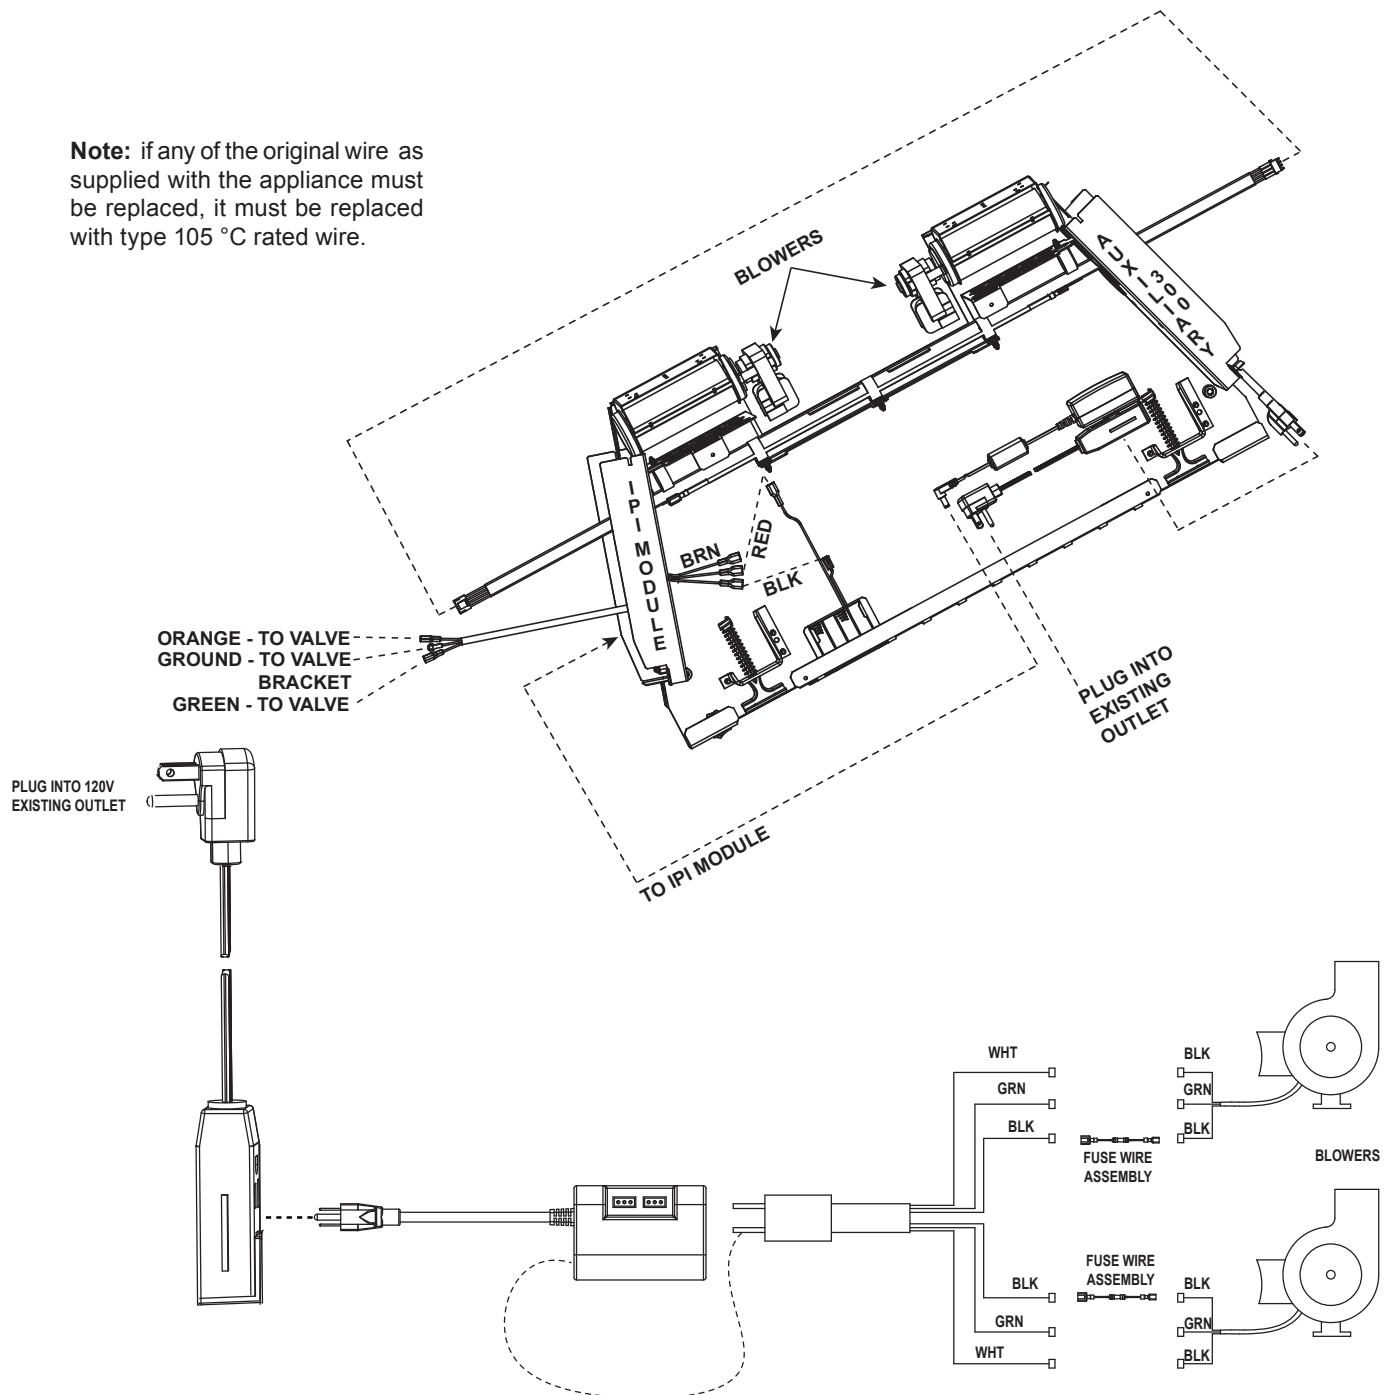 Note: if any of the original wire as
supplied with the appliance must
be replaced, it must be replaced
with type 105 °C rated wire.
BLOWERS
AUXILIARY
300
IPI MODULE
BRN
RED
BLK
ORANGE - TO VALVE
GROUND - TO VALVE
BRACKET
GREEN - TO VALVE
PLUG INTO
EXISTING
OUTLET
TO IPI MODULE
PLUG INTO 120V
EXISTING OUTLET
WHT
GRN
BLK
FUSE WIRE
ASSEMBLY
BLK
GRN
BLK
BLOWERS
BLK
GRN
WHT
FUSE WIRE
ASSEMBLY
BLK
GRN
BLK